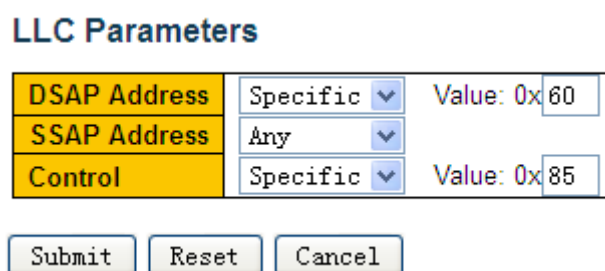 LLC Parameters
DSAP Address Specific Value: 0x 60
SSAP Address Any
Control Specific Value: 0x 85
Submit Reset Cancel